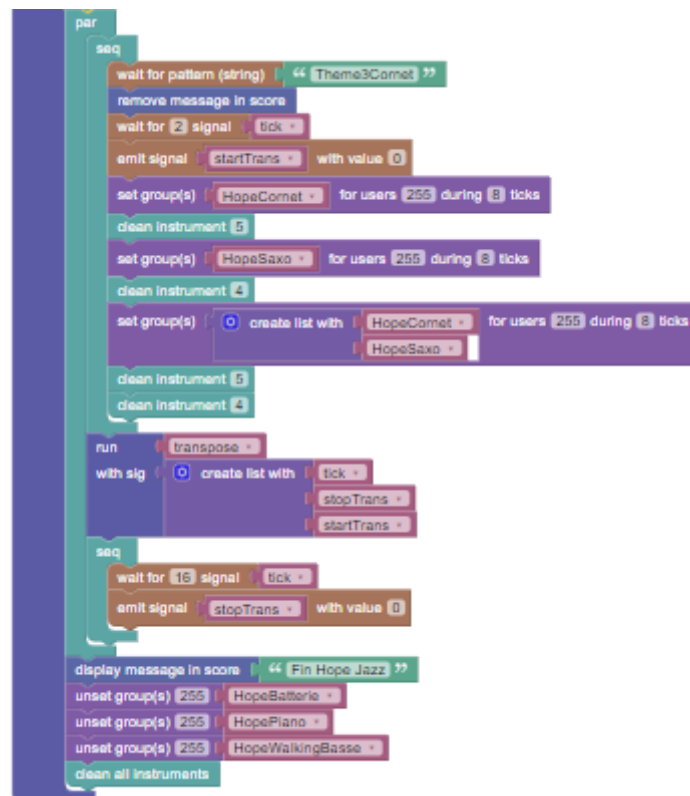 par
seq
wait for pattern (string) “ Theme3Cornet ”
remove message in score
wait for 2 signal tick
emit signal startTrans with value 0
set group(s) HopeCornet for users 255 during 8 ticks
clean instrument 5
set group(s) HopeSaxo for users 255 during 8 ticks
clean instrument 4
set group(s) create list with HopeCornet for users 255 during 8 ticks
HopeSaxo
clean instrument 5
clean instrument 4
run transpose
with sig create list with tick
stopTrans
startTrans
seq
wait for 16 signal tick
emit signal stopTrans with value 0
display message in score “ Fin Hope Jazz ”
unset group(s) 255 HopeBatterie
unset group(s) 255 HopePiano
unset group(s) 255 HopeWalkingBasse
clean all instruments